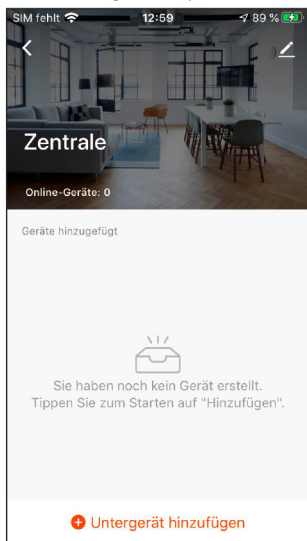 SIM fehlt 12:59 89 %
Zentrale
Online-Geräte: 0
Geräte hinzugefügt
Sie haben noch kein Gerät erstellt.
Tippen Sie zum Starten auf "Hinzufügen".
Untergerät hinzufügen